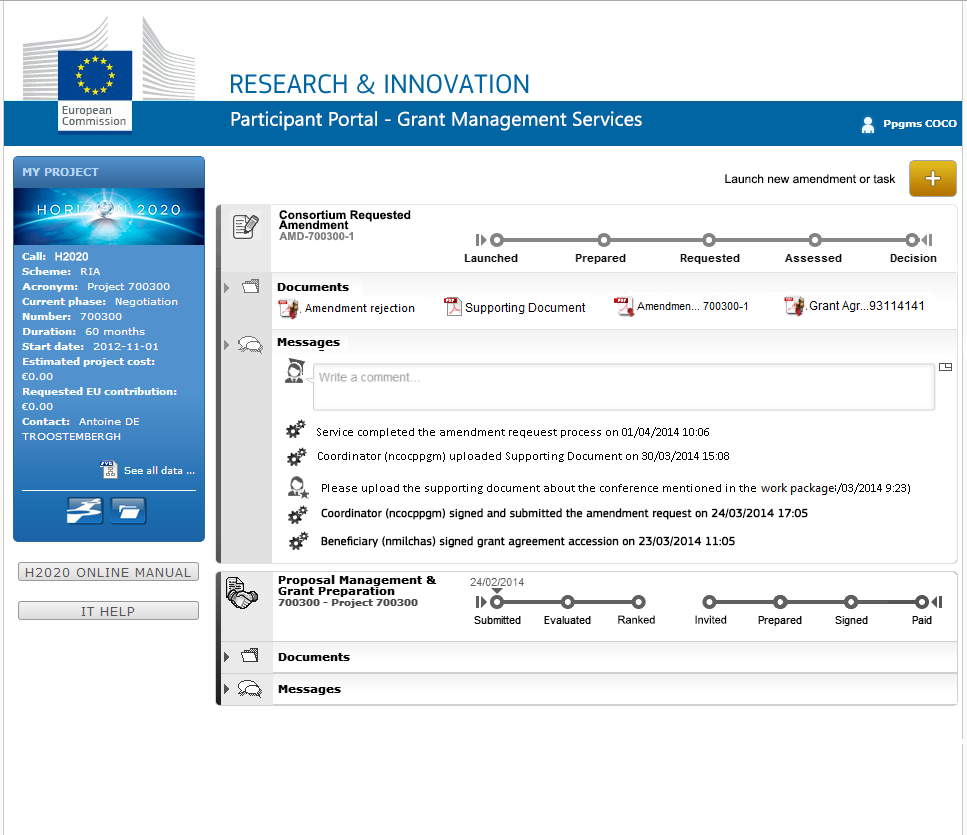 RESEARCH & INNOVATION
European
Commission
Participant Portal - Grant Management Services
Ppgms COCO
MY PROJECT
HORIZON 2020
Call: H2020
Scheme: RIA
Acronym: Project 700300
Current phase: Negotiation
Number: 700300
Duration: 60 months
Start date: 2012-11-01
Estimated project cost:
€0.00
Requested EU contribution:
€0.00
Contact: Antoine DE
TROOSTEMBERGH
See all data ...
H2020 ONLINE MANUAL
IT HELP
Launch new amendment or task
+
Consortium Requested
Amendment
AMD-700300-1
Launched Prepared Requested Assessed Decision
Documents
Amendment rejection Supporting Document Amendmen... 700300-1 Grant Agr...93114141
Messages
Write a comment...
Service completed the amendment reqeuest process on 01/04/2014 10:06
Coordinator (ncocppgm) uploaded Supporting Document on 30/03/2014 15:08
Please upload the supporting document about the conference mentioned in the work package /03/2014 9:23)
Coordinator (ncocppgm) signed and submitted the amendment request on 24/03/2014 17:05
Beneficiary (nmilchas) signed grant agreement accession on 23/03/2014 11:05
Proposal Management &
Grant Preparation
700300 - Project 700300
24/02/2014
Submitted Evaluated Ranked Invited Prepared Signed Paid
Documents
Messages